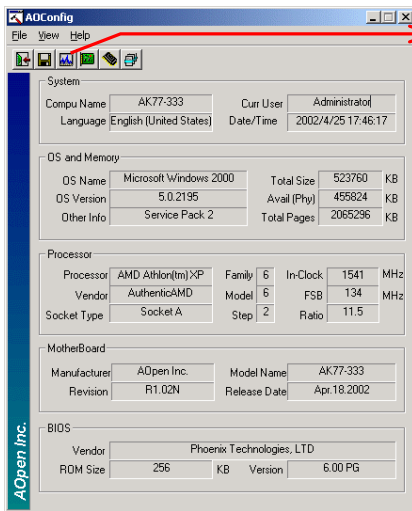 AOConfig
File View Help
System
Compu Name AK77-333 Curr User Administrator
Language English (United States) Date/Time 2002/4/25 17:46:17
OS and Memory
OS Name Microsoft Windows 2000 Total Size 523760 KB
OS Version 5.0.2195 Avail (Phy) 455824 KB
Other Info Service Pack 2 Total Pages 2065296 KB
Processor
Processor AMD Athlon(tm) XP Family 6 In-Clock 1541 MHz
Vendor AuthenticAMD Model 6 FSB 134 MHz
Socket Type Socket A Step 2 Ratio 11.5
MotherBoard
Manufacturer AOpen Inc. Model Name AK77-333
Revision R1.02N Release Date Apr.18.2002
BIOS
Vendor Phoenix Technologies, LTD
ROM Size 256 KB Version 6.00 PG
AOpen Inc.